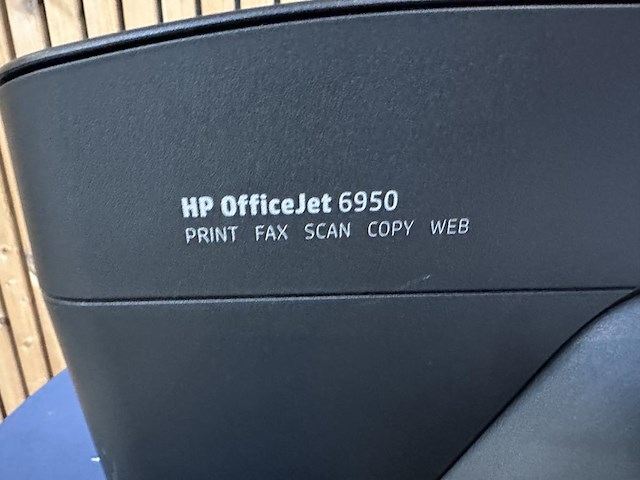 HP OfficeJet 6950
PRINT FAX SCAN COPY WEB